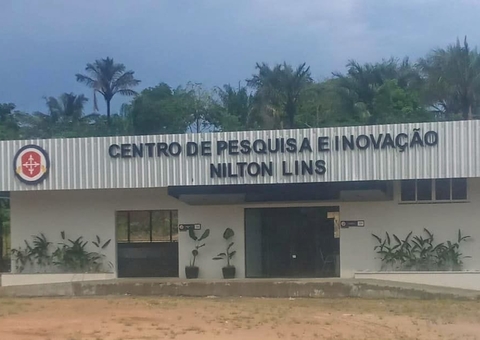 CENTRO DE PESQUISA E INOVAÇÃO
NILTON LINS